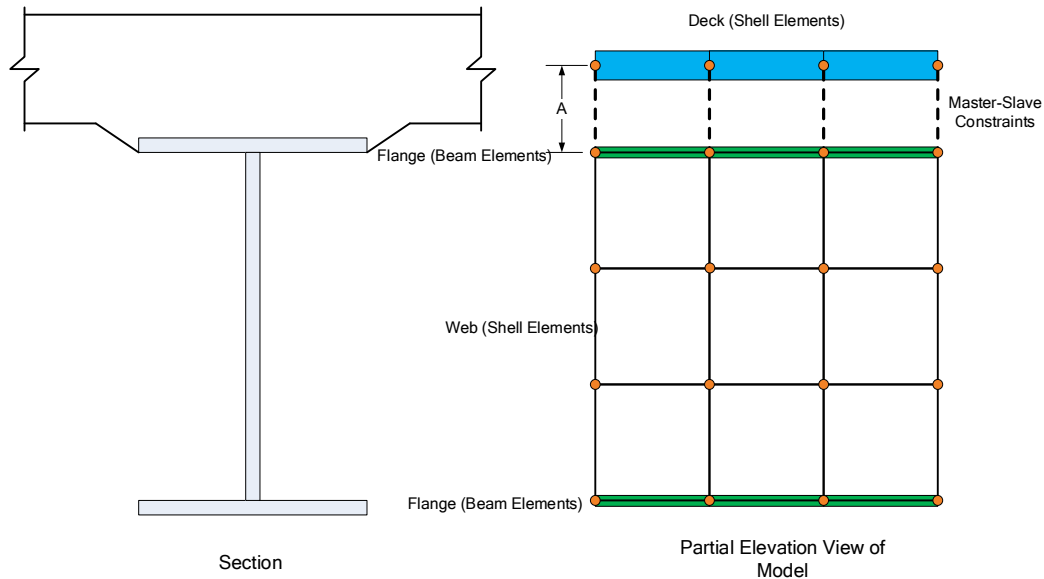 Deck (Shell Elements)
A
Master-Slave
Constraints
Flange (Beam Elements)
Web (Shell Elements)
Flange (Beam Elements)
Section
Partial Elevation View of
Model